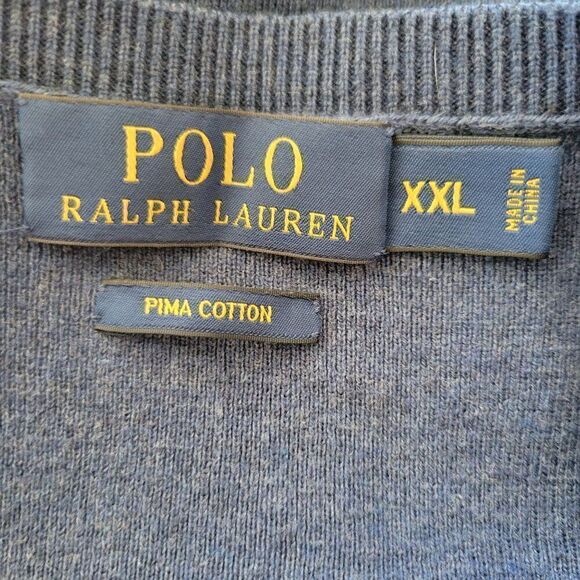 POLO
RALPH LAUREN
XXL
MADE IN
CHINA
PIMA COTTON